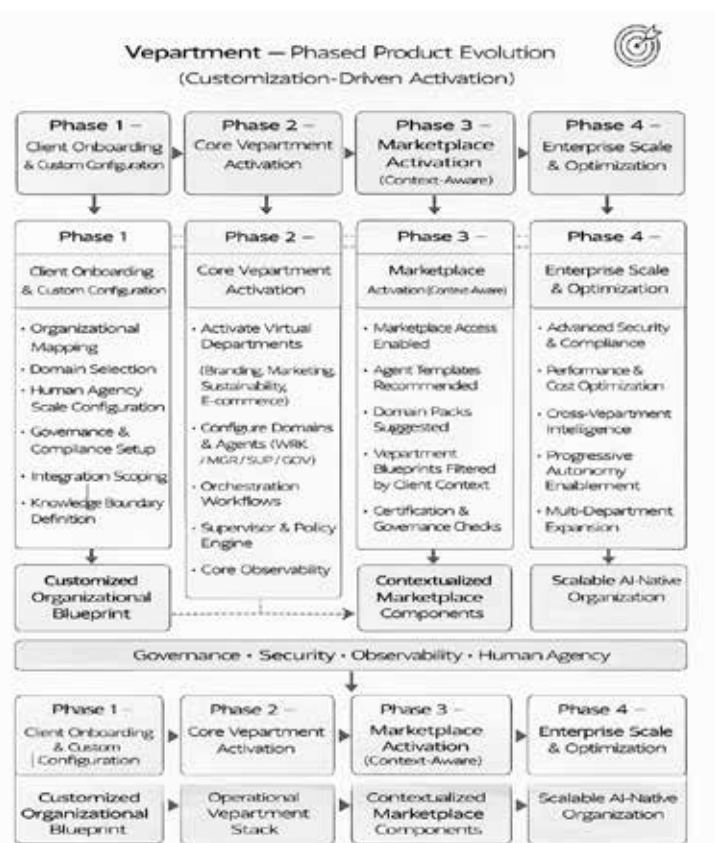 Vepartment — Phased Product Evolution
(Customization-Driven Activation)
Phase 1 –
Client Onboarding
& Custom Configuration
Phase 2 –
Core Vepartment
Activation
Phase 3 –
Marketplace
Activation
(Context-Aware)
Phase 4 –
Enterprise Scale
& Optimization
Phase 1
Client Onboarding
& Custom Configuration
• Organizational
Mapping
• Domain Selection
• Human Agency
Scale Configuration
• Governance &
Compliance Setup
• Integration Scoping
• Knowledge Boundary
Definition
Customized
Organizational
Blueprint
Phase 2 –
Core Vepartment
Activation
• Activate Virtual
Departments
(Branding, Marketing,
Sustainability,
E-commerce)
• Configure Domains
& Agents (WRK
/ MGR / SUP / GOV)
• Orchestration
Workflows
• Supervisor & Policy
Engine
• Core Observability
Phase 3 –
Marketplace
Activation (Context-Aware)
• Marketplace Access
Enabled
• Agent Templates
Recommended
• Domain Packs
Suggested
• Vepartment
Blueprints Filtered
by Client Context
• Certification &
Governance Checks
Contextualized
Marketplace
Components
Phase 4 –
Enterprise Scale
& Optimization
• Advanced Security
& Compliance
• Performance &
Cost Optimization
• Cross-Vepartment
Intelligence
• Progressive
Autonomy
Enablement
• Multi-Department
Expansion
Scalable AI-Native
Organization
Governance • Security • Observability • Human Agency
Phase 1 –
Client Onboarding
& Custom
Configuration
Phase 2 –
Core Vepartment
Activation
Phase 3 –
Marketplace
Activation
(Context-Aware)
Phase 4 –
Enterprise Scale
& Optimization
Customized
Organizational
Blueprint
Operational
Vepartment
Stack
Contextualized
Marketplace
Components
Scalable AI-Native
Organization